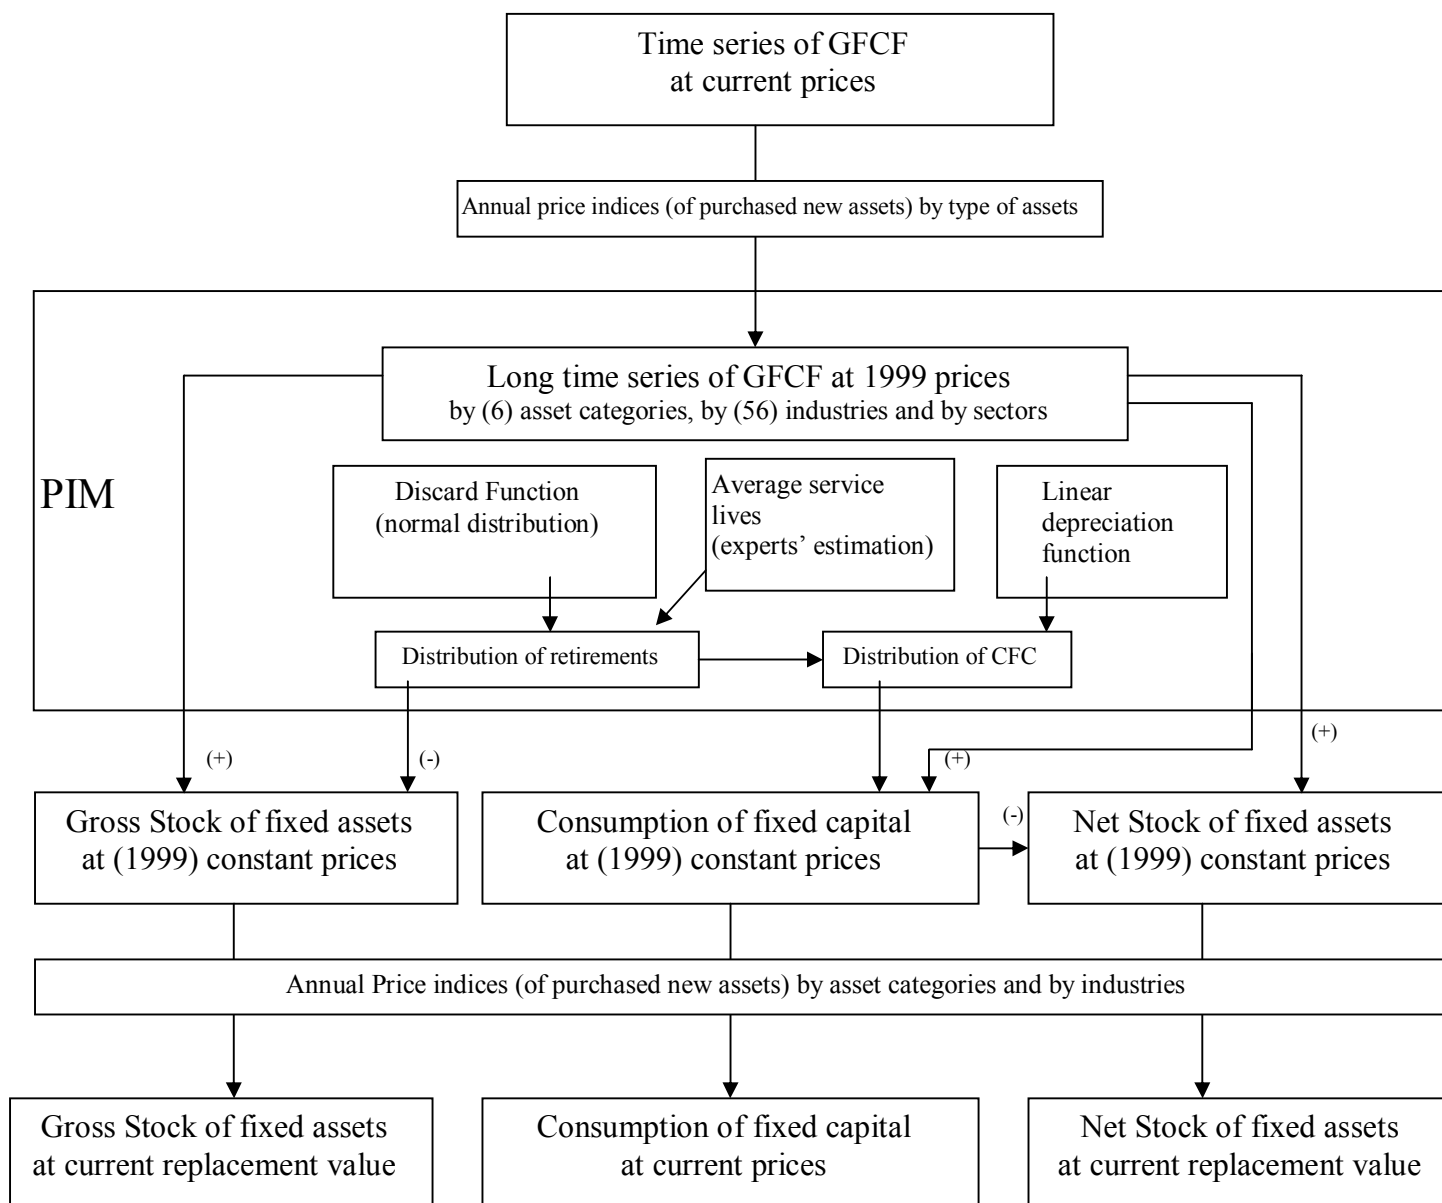 Time series of GFCF
at current prices
Annual price indices (of purchased new assets) by type of assets
Long time series of GFCF at 1999 prices
by (6) asset categories, by (56) industries and by sectors
PIM
Discard Function
(normal distribution)
Average service
lives
(experts’ estimation)
Linear
depreciation
function
Distribution of retirements
Distribution of CFC
(+)
(-)
(+)
(+)
Gross Stock of fixed assets
at (1999) constant prices
Consumption of fixed capital
at (1999) constant prices
(-)
Net Stock of fixed assets
at (1999) constant prices
Annual Price indices (of purchased new assets) by asset categories and by industries
Gross Stock of fixed assets
at current replacement value
Consumption of fixed capital
at current prices
Net Stock of fixed assets
at current replacement value